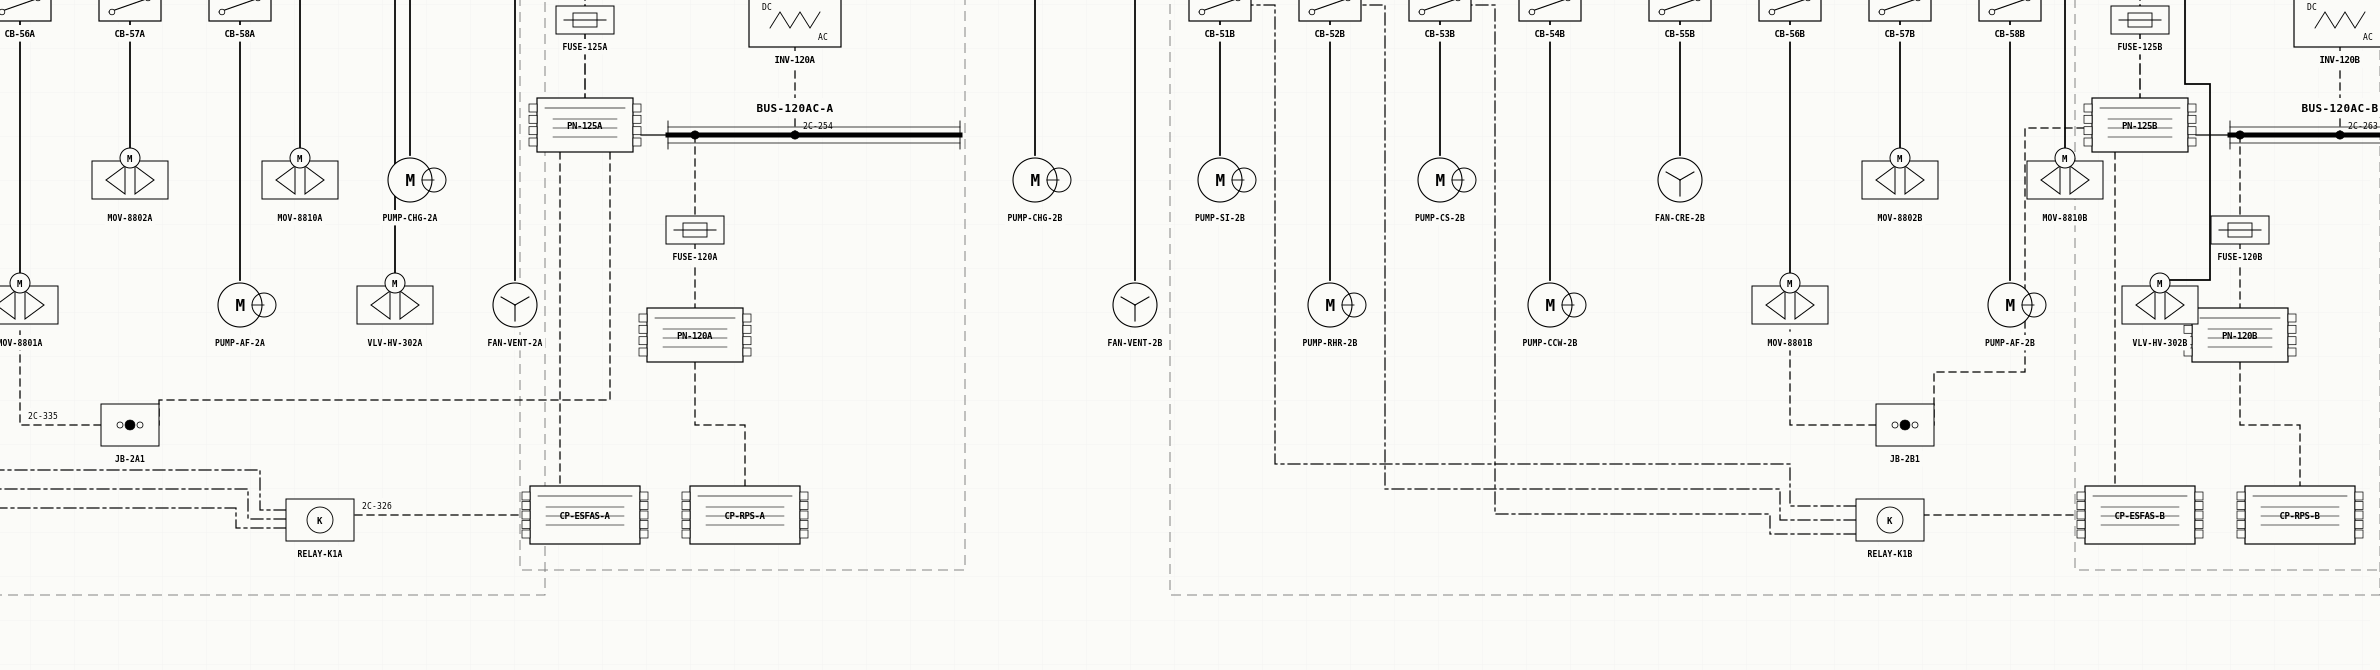 DC
DC
AC
AC
CB-56A
CB-57A
CB-58A
CB-51B
CB-52B
CB-53B
CB-54B
CB-55B
CB-56B
CB-57B
CB-58B
FUSE-125A
FUSE-125B
INV-120A
INV-120B
BUS-120AC-A
BUS-120AC-B
PN-125A
2C-254
PN-125B
2C-263
M
M
M
M
M
M
M
M
M
MOV-8802A
MOV-8810A
PUMP-CHG-2A
PUMP-CHG-2B
PUMP-SI-2B
PUMP-CS-2B
FAN-CRE-2B
MOV-8802B
MOV-8810B
FUSE-120A
FUSE-120B
M
M
M
M
M
M
M
M
M
PN-120A
PN-120B
MOV-8801A
PUMP-AF-2A
VLV-HV-302A
FAN-VENT-2A
FAN-VENT-2B
PUMP-RHR-2B
PUMP-CCW-2B
MOV-8801B
PUMP-AF-2B
VLV-HV-302B
2C-335
JB-2A1
JB-2B1
2C-326
K
CP-ESFAS-A
CP-RPS-A
K
CP-ESFAS-B
CP-RPS-B
RELAY-K1A
RELAY-K1B